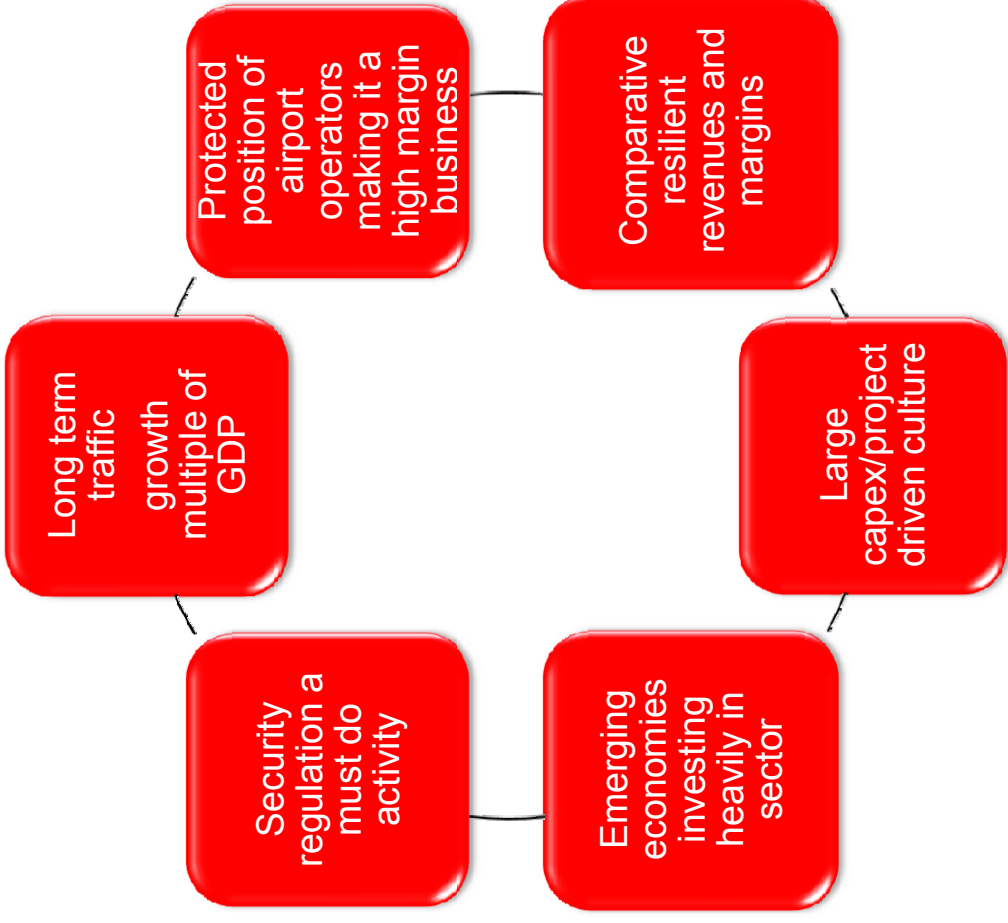 Long term
traffic
growth
multiple of
GDP
Protected
position of
airport
operators
making it a
high margin
business
Comparative
resilient
revenues and
margins
Large
capex/project
driven culture
Emerging
economies
investing
heavily in
sector
Security
regulation a
must do
activity